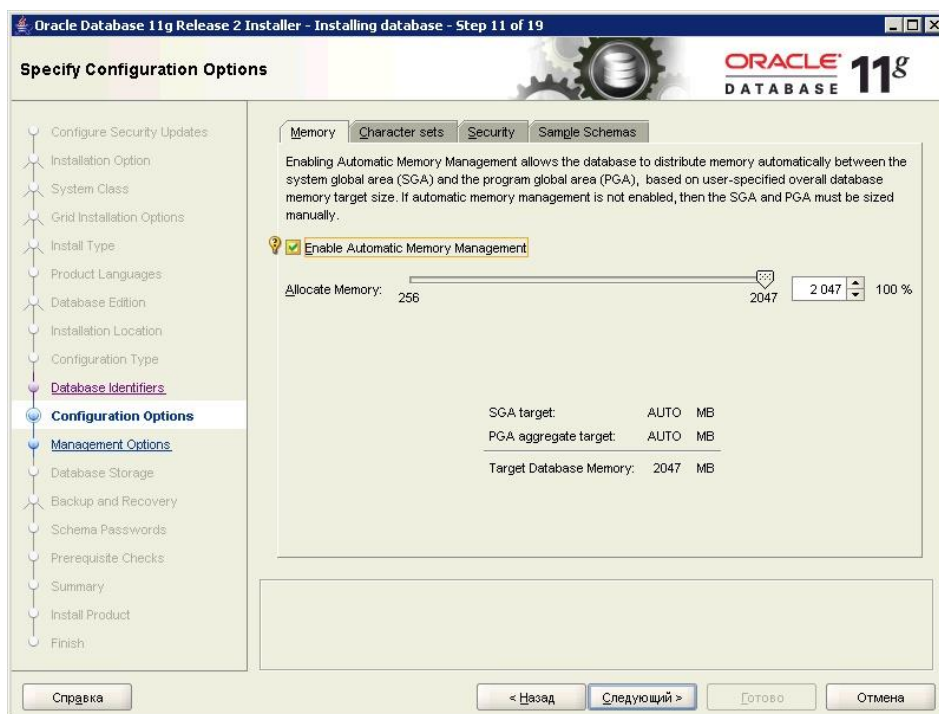 Oracle Database 11g Release 2 Installer - Installing database - Step 11 of 19
Specify Configuration Options
ORACLE DATABASE 11g
Configure Security Updates
Installation Option
System Class
Grid Installation Options
Install Type
Product Languages
Database Edition
Installation Location
Configuration Type
Database Identifiers
Configuration Options
Management Options
Database Storage
Backup and Recovery
Schema Passwords
Prerequisite Checks
Summary
Install Product
Finish
Memory Character sets Security Sample Schemas
Enabling Automatic Memory Management allows the database to distribute memory automatically between the
system global area (SGA) and the program global area (PGA), based on user-specified overall database
memory target size. If automatic memory management is not enabled, then the SGA and PGA must be sized
manually.
Enable Automatic Memory Management
Allocate Memory: 256 2047 2 047 100 %
SGA target: AUTO MB
PGA aggregate target: AUTO MB
Target Database Memory: 2047 MB
Справка < Назад Следующий > Готово Отмена